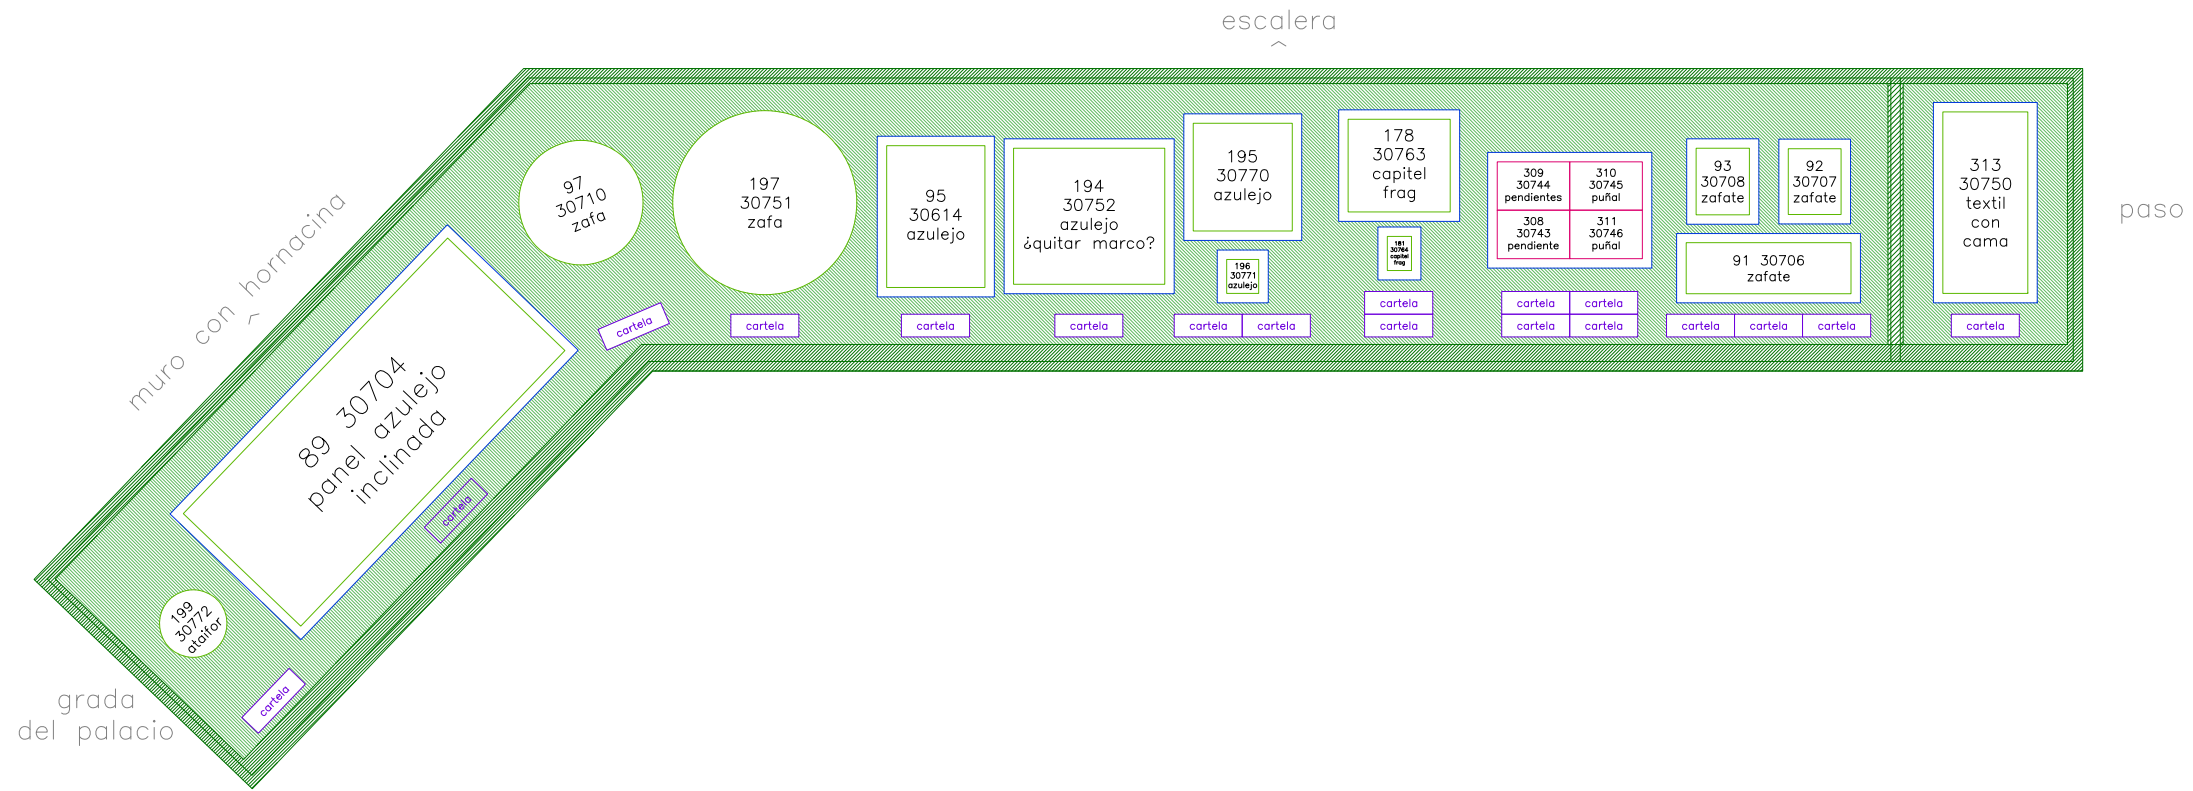 escalera
muro con hornacina
paso
grada
del palacio
199
30772
ataifor
cartela
89 30704
panel azulejo
inclinada
cartela
97
30710
zafa
cartela
197
30751
zafa
cartela
95
30614
azulejo
cartela
194
30752
azulejo
¿quitar marco?
cartela
195
30770
azulejo
196
30771
azulejo
cartela
cartela
178
30763
capitel
frag
181
30764
capitel
frag
cartela
cartela
309
30744
pendientes
310
30745
puñal
308
30743
pendiente
311
30746
puñal
cartela
cartela
cartela
cartela
93
30708
zafate
92
30707
zafate
91 30706
zafate
cartela
cartela
cartela
313
30750
textil
con
cama
cartela